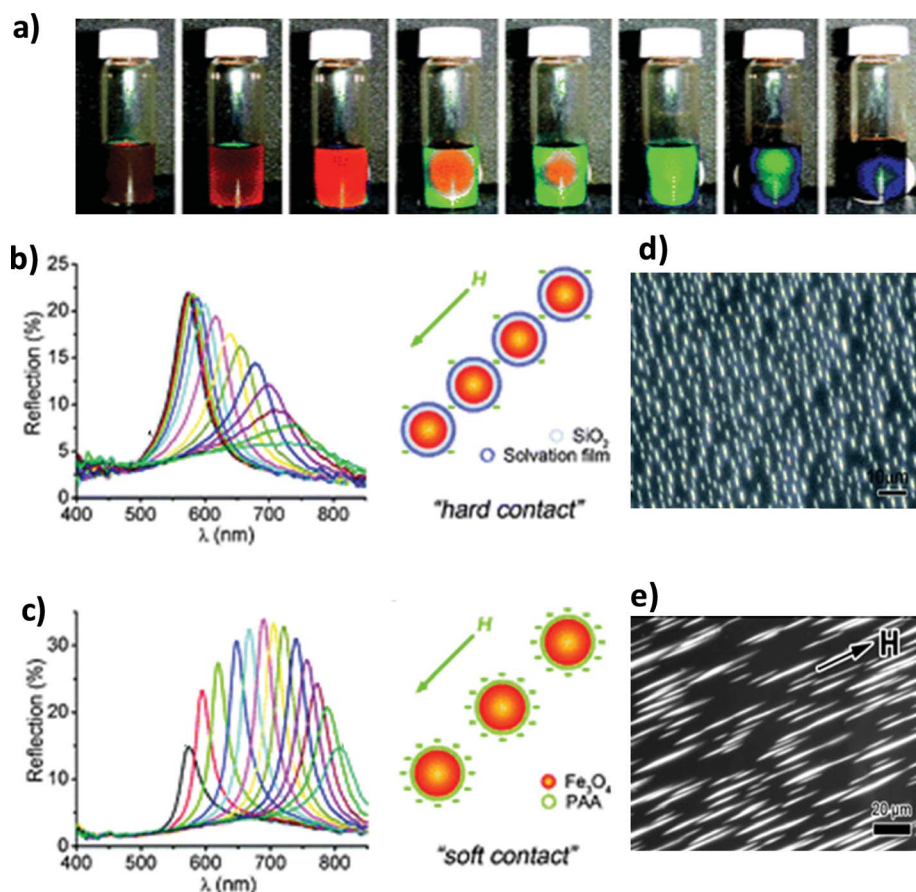 a)
b)
25
20
15
10
5
0
Reflection (%)
400 500 600 700 800
λ (nm)
H
SiO₂
Solvation film
"hard contact"
d)
10μm
c)
30
20
10
0
Reflection (%)
400 500 600 700 800
λ (nm)
H
Fe₃O₄
PAA
"soft contact"
e)
H
20 μm